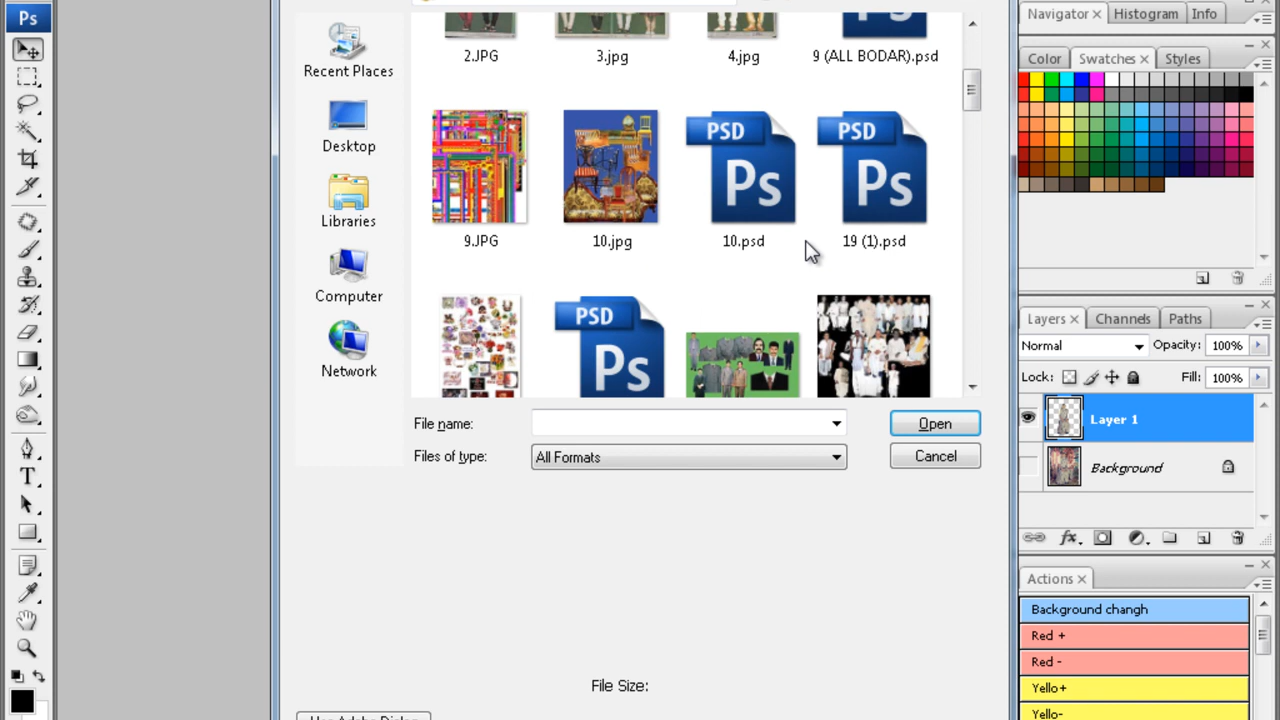 Ps
Navigator
Histogram
Info
Recent Places
Desktop
Libraries
Computer
Network
2.JPG
3.jpg
4.jpg
9 (ALL BODAR).psd
PSD
Ps
PSD
Ps
9.JPG
10.jpg
10.psd
19 (1).psd
PSD
Ps
File name:
Open
Files of type:
All Formats
Cancel
File Size:
Color
Swatches
Styles
Layers
Channels
Paths
Normal
Opacity:
100%
Lock:
Fill:
100%
Layer 1
Background
Actions
Background changh
Red +
Red -
Yello+
Yello-
T
fx